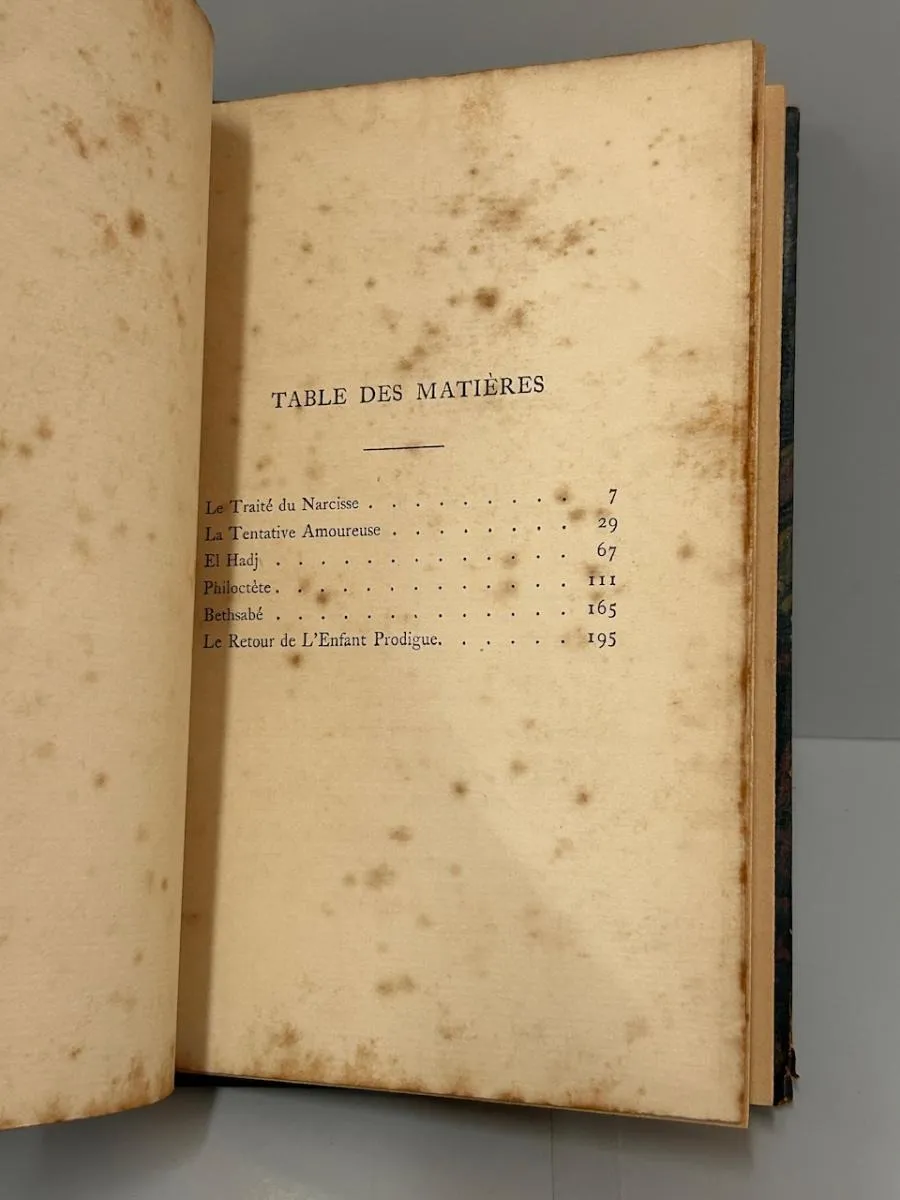 TABLE DES MATIÈRES
Le Traité du Narcisse . . . . . . . . . 7
La Tentative Amoureuse . . . . . . . . 29
El Hadj . . . . . . . . . . . . . 67
Philoctète . . . . . . . . . . . . . 111
Bethsabé . . . . . . . . . . . . . 165
Le Retour de L'Enfant Prodigue. . . . . . . 195